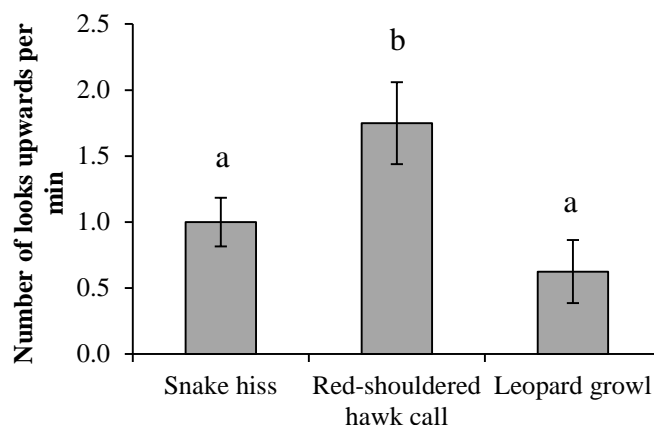 Number of looks upwards per
min
2.5
2.0
1.5
1.0
0.5
0.0
a
b
a
Snake hiss
Red-shouldered
hawk call
Leopard growl